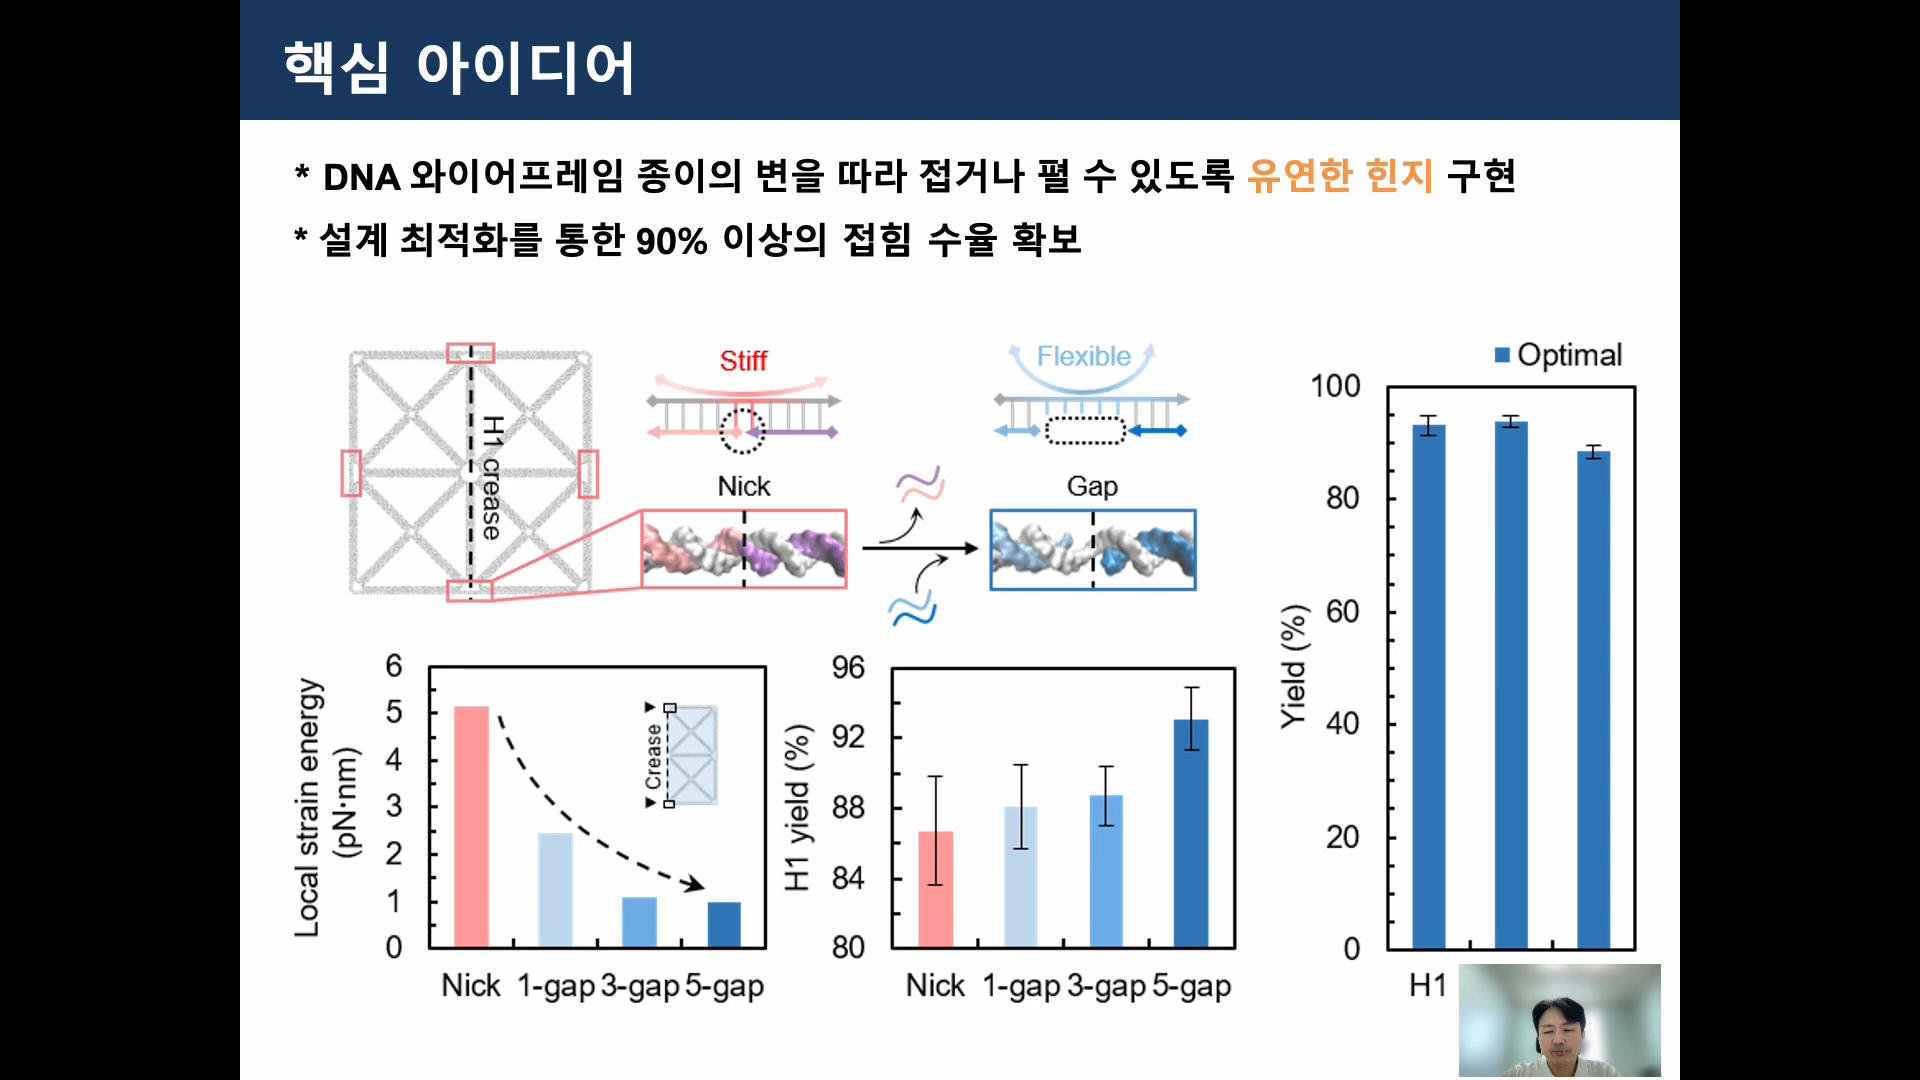 핵심 아이디어
* DNA 와이어프레임 종이의 변을 따라 접거나 펼 수 있도록 유연한 힌지 구현
* 설계 최적화를 통한 90% 이상의 접힘 수율 확보
H1 crease
Stiff
Nick
Flexible
Gap
Local strain energy
(pN·nm)
6
5
4
3
2
1
0
Crease
Nick 1-gap 3-gap 5-gap
H1 yield (%)
96
92
88
84
80
Nick 1-gap 3-gap 5-gap
Optimal
Yield (%)
100
80
60
40
20
0
H1